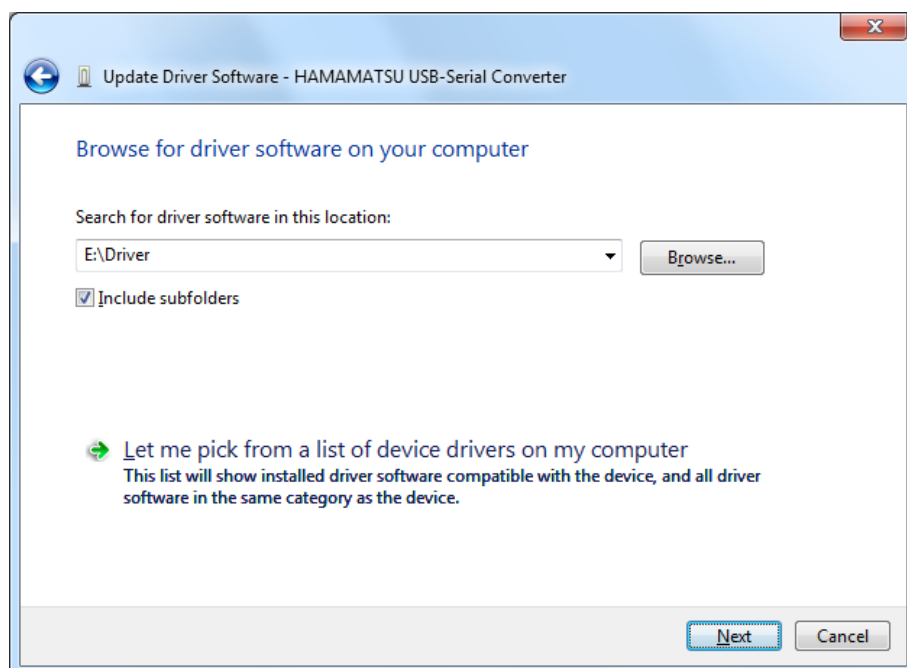 Update Driver Software - HAMAMATSU USB-Serial Converter
Browse for driver software on your computer
Search for driver software in this location:
E:\Driver
Browse...
Include subfolders
Let me pick from a list of device drivers on my computer
This list will show installed driver software compatible with the device, and all driver
software in the same category as the device.
Next
Cancel